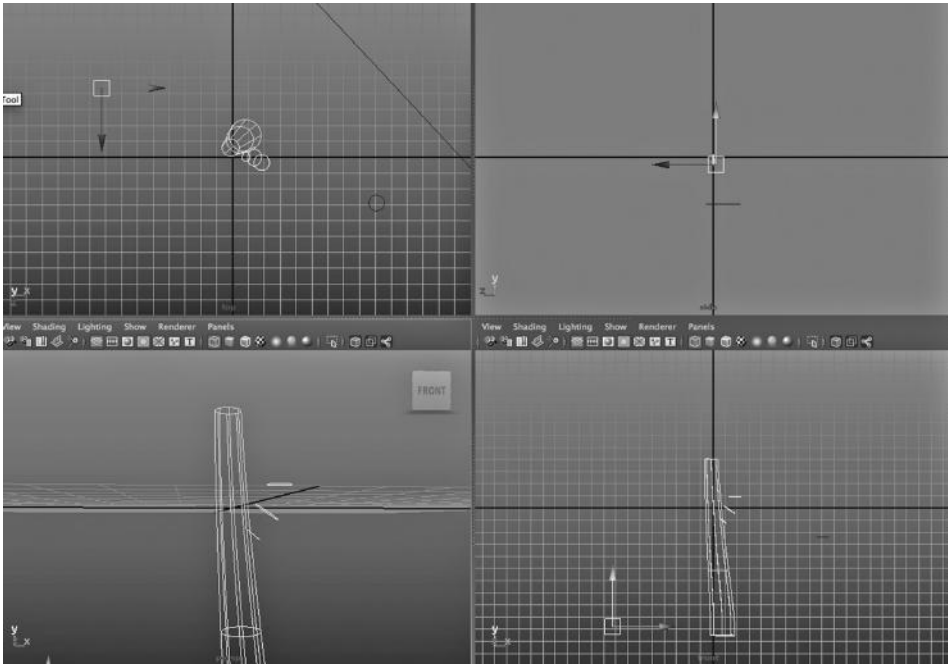 Tool
y x
y
z
View Shading Lighting Show Renderer Panels
View Shading Lighting Show Renderer Panels
FRONT
y
x
y
x